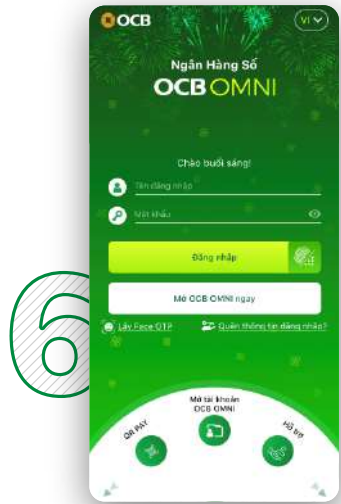 OCB
VI
Ngân Hàng Số
OCB OMNI
Chào buổi sáng!
Tên đăng nhập
Mật khẩu
Đăng nhập
Mở OCB OMNI ngay
Lấy Face OTP
Quên thông tin đăng nhập?
6
Mở tài khoản
OCB OMNI
QR PAY
Hỗ trợ